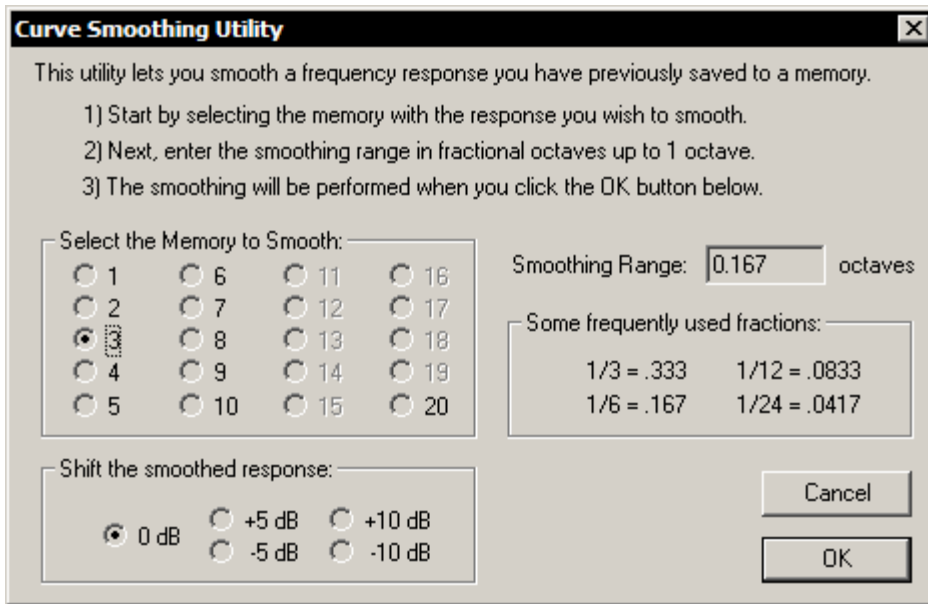 Curve Smoothing Utility
This utility lets you smooth a frequency response you have previously saved to a memory.
1) Start by selecting the memory with the response you wish to smooth.
2) Next, enter the smoothing range in fractional octaves up to 1 octave.
3) The smoothing will be performed when you click the OK button below.
Select the Memory to Smooth:
1 6 11 16
2 7 12 17
3 8 13 18
4 9 14 19
5 10 15 20
Smoothing Range: 0.167 octaves
Some frequently used fractions:
1/3 = .333 1/12 = .0833
1/6 = .167 1/24 = .0417
Shift the smoothed response:
0 dB +5 dB +10 dB
-5 dB -10 dB
Cancel
OK